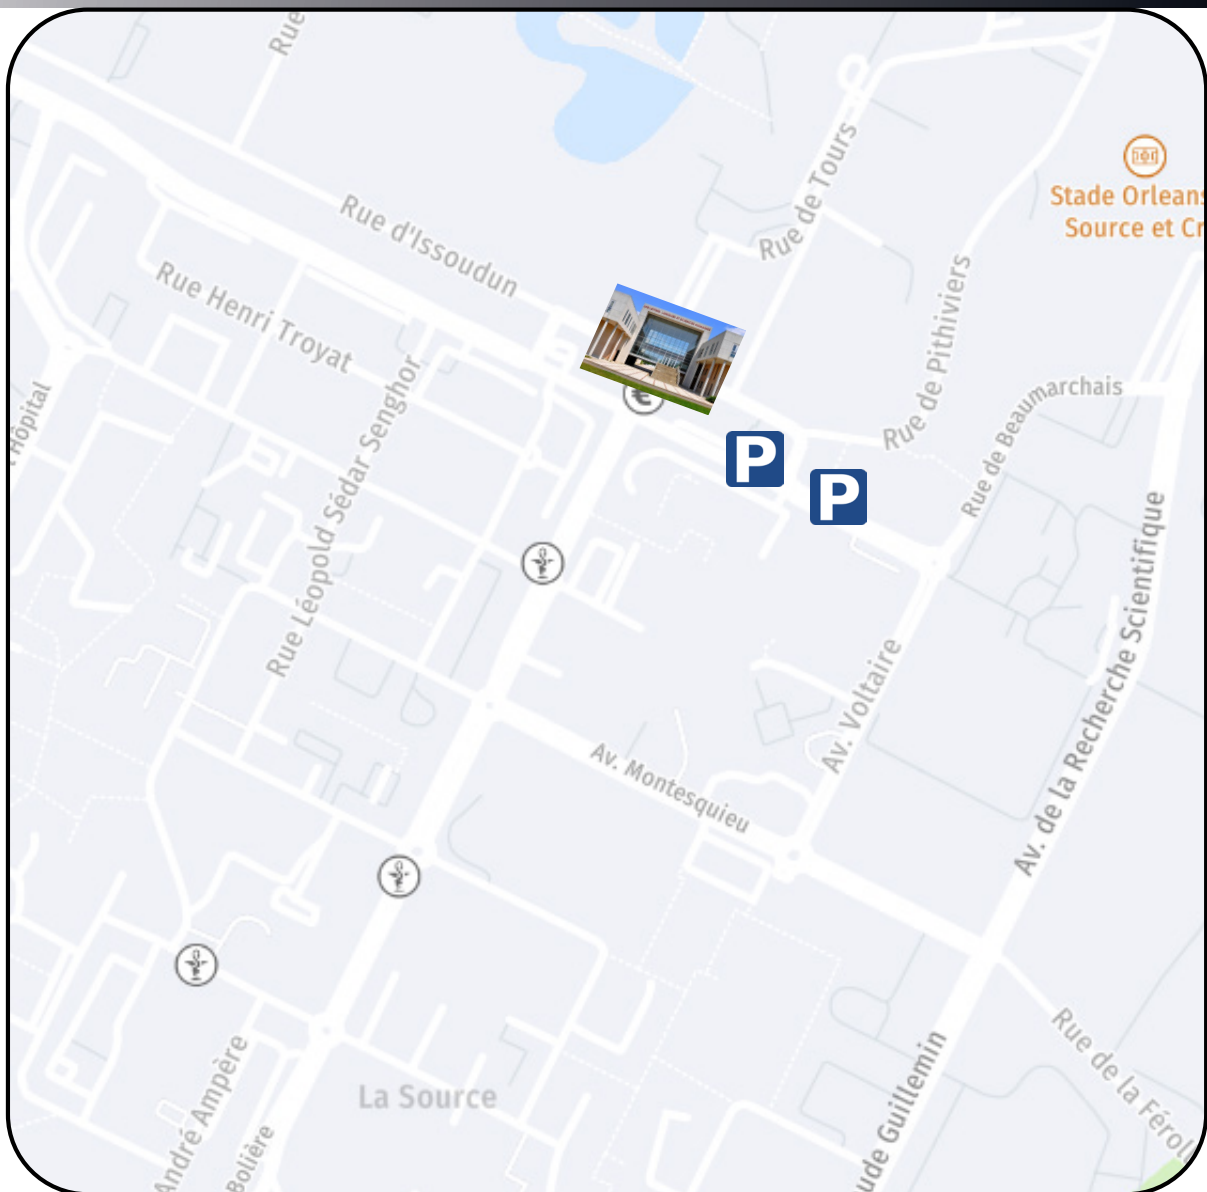 Rue
Rue de Tours
Stade Orleans
Source et Cr
Rue d'Issoudun
Rue Henri Troyat
Rue de Pithiviers
Rue Léopold Sédar Senghor
€
Rue de Beaumarchais
l'Hôpital
P
P
Av. de la Recherche Scientifique
Av. Voltaire
Av. Montesquieu
La Source
André Ampère
Bolière
ude Guillemin
Rue de la Féroll